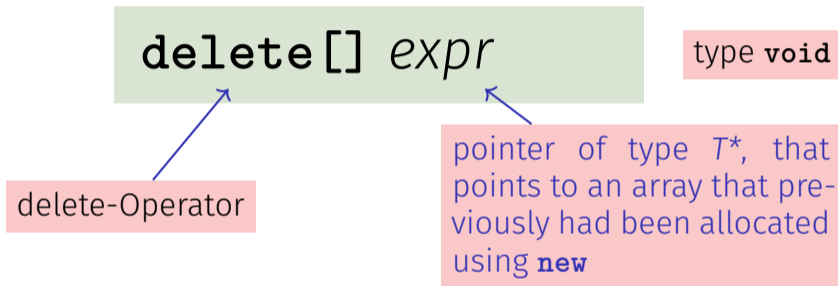 delete[] expr
type void
delete-Operator
pointer of type T*, that
points to an array that pre-
viously had been allocated
using new